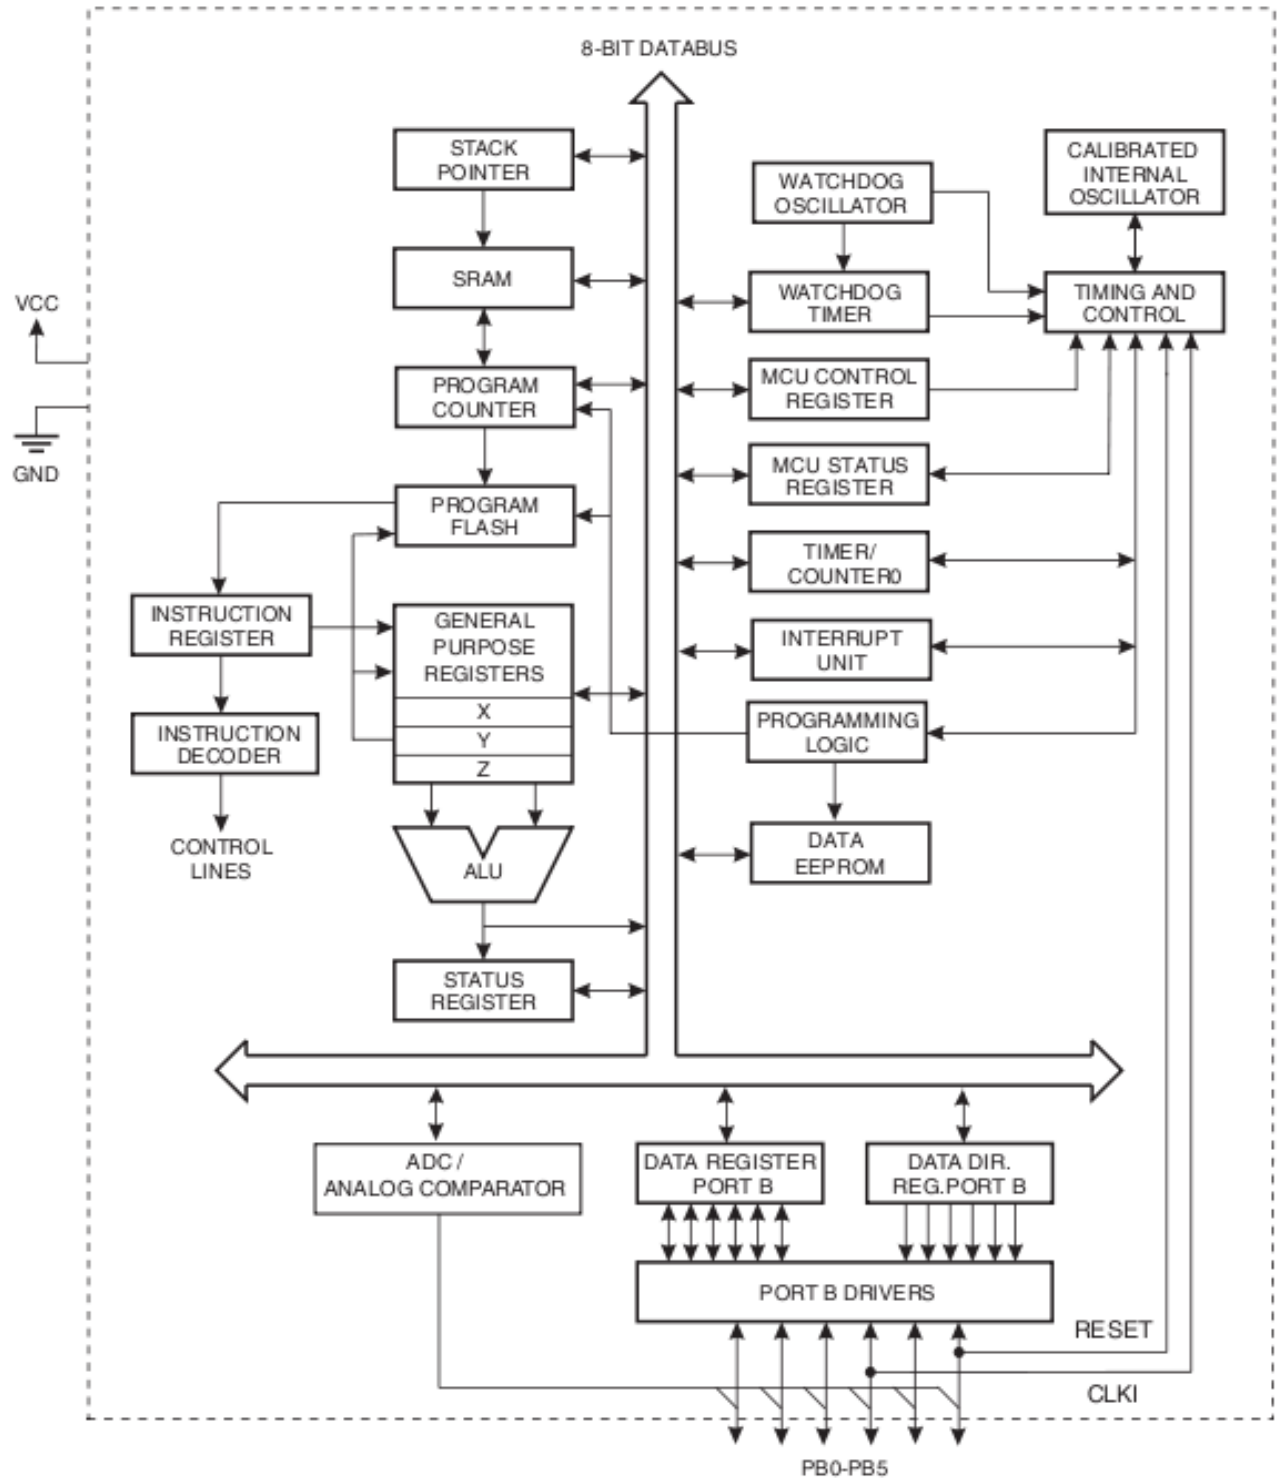 8-BIT DATABUS
STACK
POINTER
SRAM
PROGRAM
COUNTER
PROGRAM
FLASH
INSTRUCTION
REGISTER
INSTRUCTION
DECODER
CONTROL
LINES
GENERAL
PURPOSE
REGISTERS
X
Y
Z
ALU
STATUS
REGISTER
VCC
GND
WATCHDOG
OSCILLATOR
WATCHDOG
TIMER
MCU CONTROL
REGISTER
MCU STATUS
REGISTER
TIMER/
COUNTER0
INTERRUPT
UNIT
PROGRAMMING
LOGIC
DATA
EEPROM
CALIBRATED
INTERNAL
OSCILLATOR
TIMING AND
CONTROL
ADC /
ANALOG COMPARATOR
DATA REGISTER
PORT B
DATA DIR.
REG.PORT B
PORT B DRIVERS
RESET
CLKI
PB0-PB5